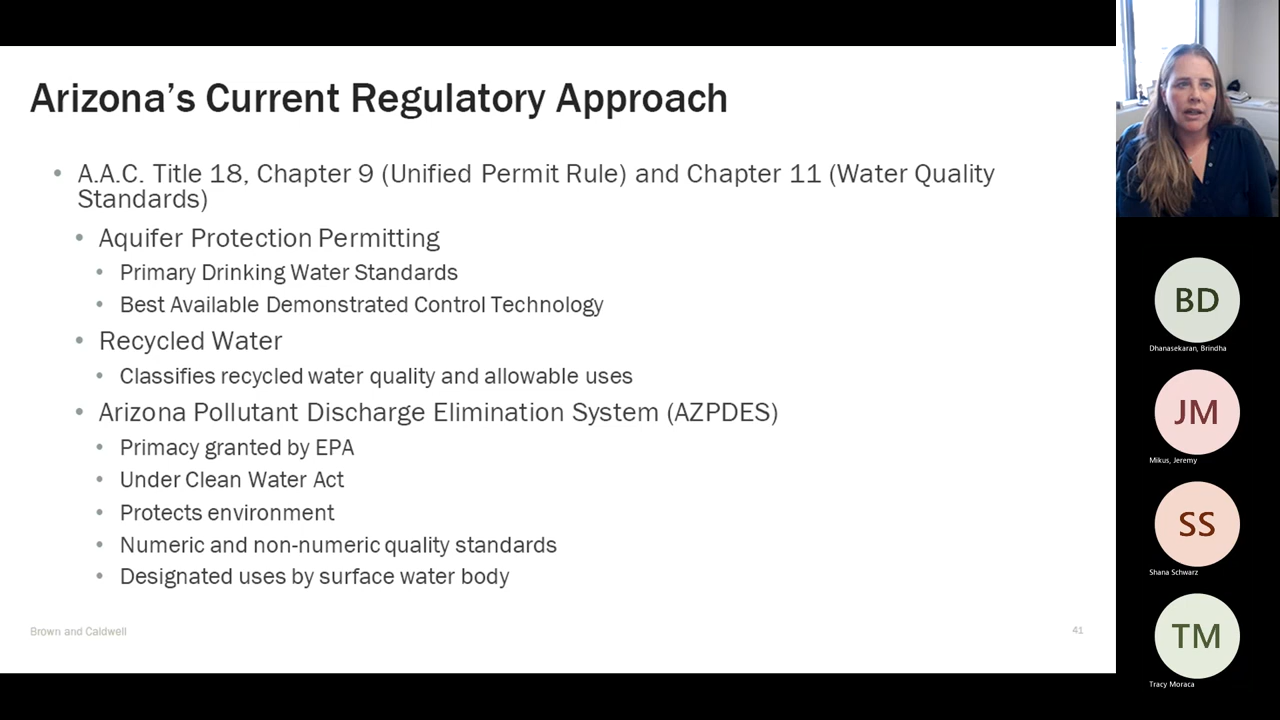 Arizona's Current Regulatory Approach
• A.A.C. Title 18, Chapter 9 (Unified Permit Rule) and Chapter 11 (Water Quality
Standards)
• Aquifer Protection Permitting
• Primary Drinking Water Standards
• Best Available Demonstrated Control Technology
• Recycled Water
• Classifies recycled water quality and allowable uses
• Arizona Pollutant Discharge Elimination System (AZPDES)
• Primacy granted by EPA
• Under Clean Water Act
• Protects environment
• Numeric and non-numeric quality standards
• Designated uses by surface water body
Brown and Caldwell
41
BD
Dhanasekaran, Brindha
JM
Mikus, Jeremy
SS
Shana Schwarz
TM
Tracy Moraca